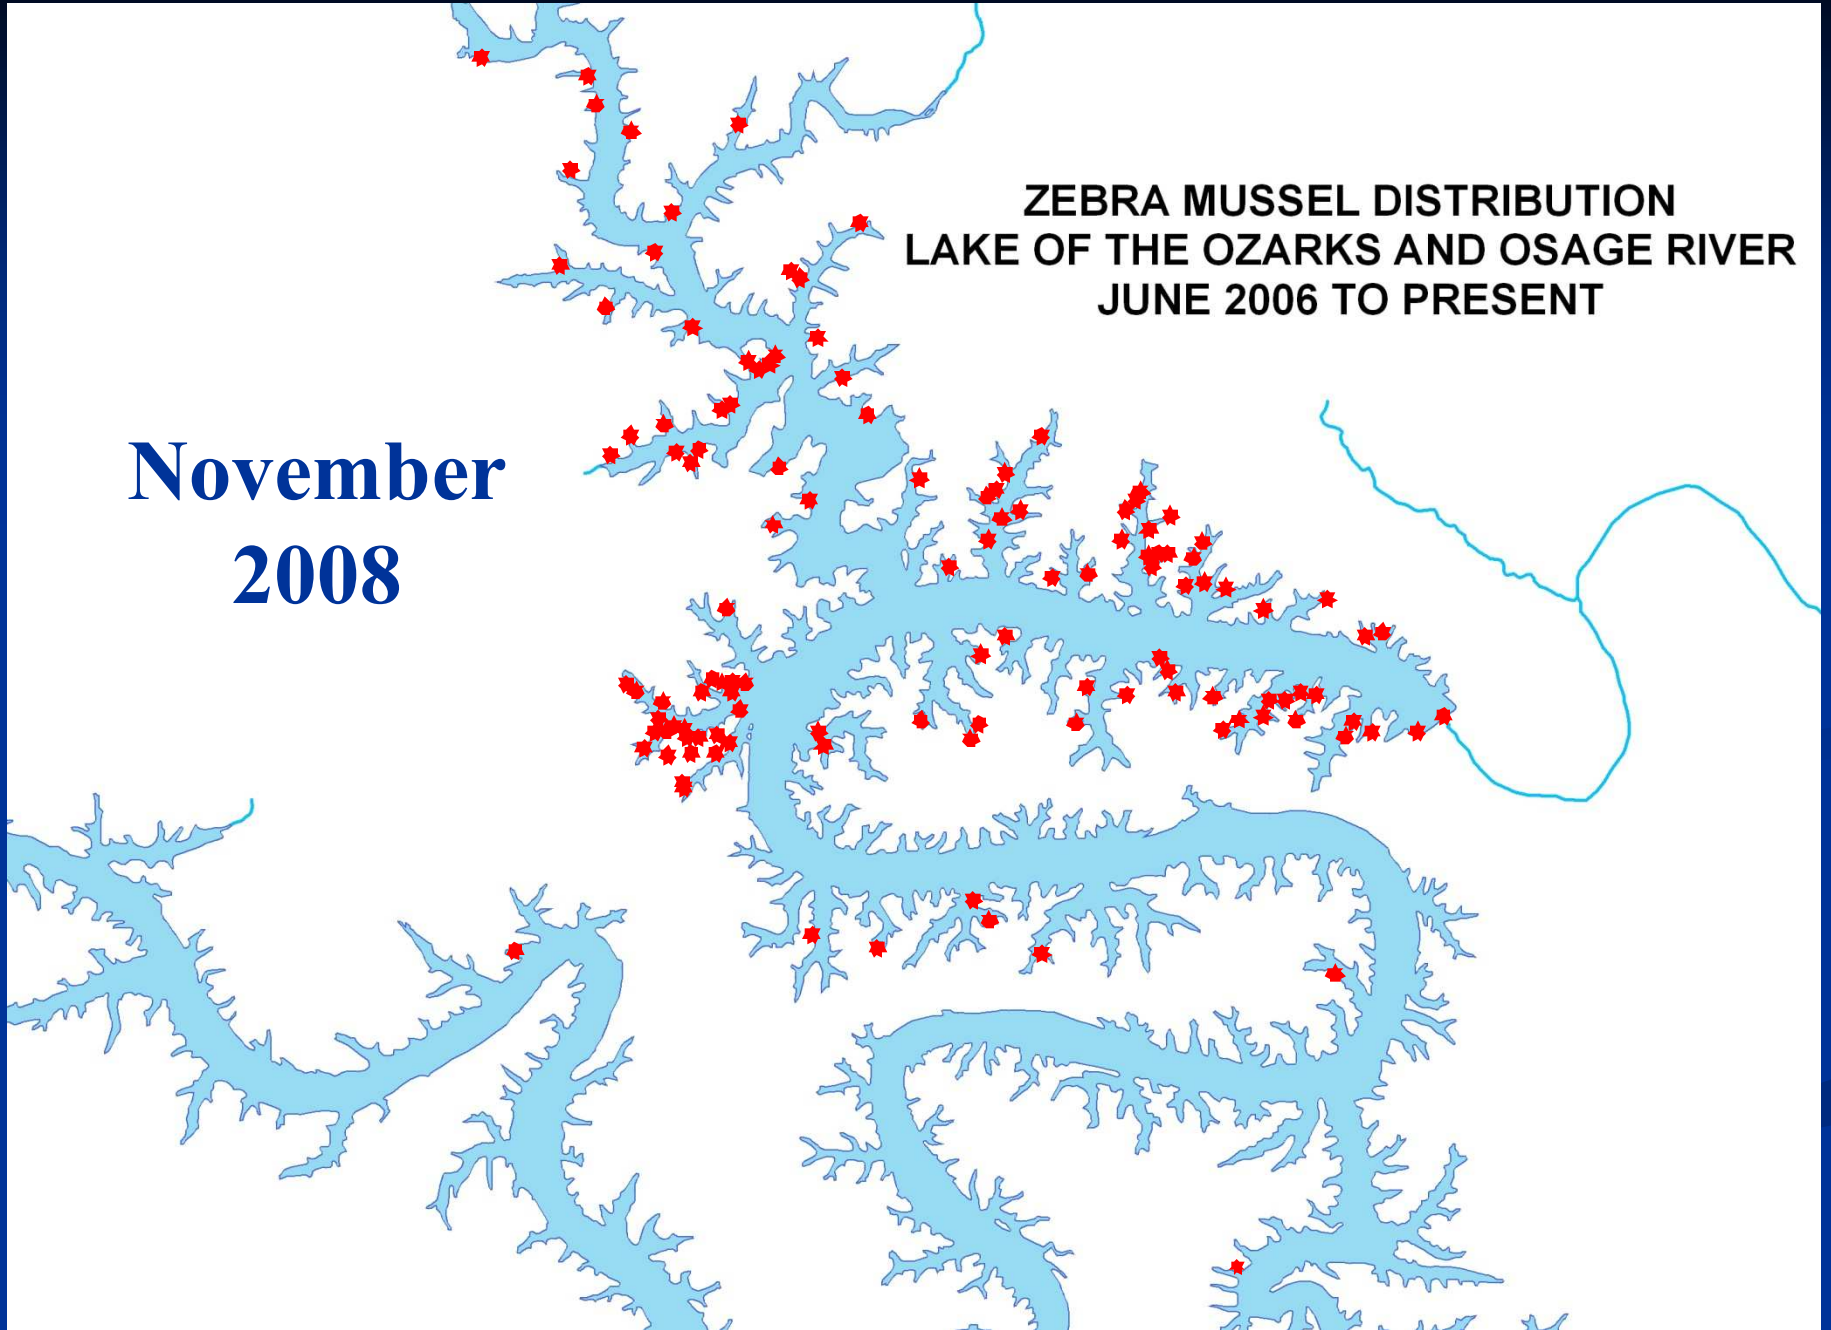 ZEBRA MUSSEL DISTRIBUTION
LAKE OF THE OZARKS AND OSAGE RIVER
JUNE 2006 TO PRESENT
November
2008